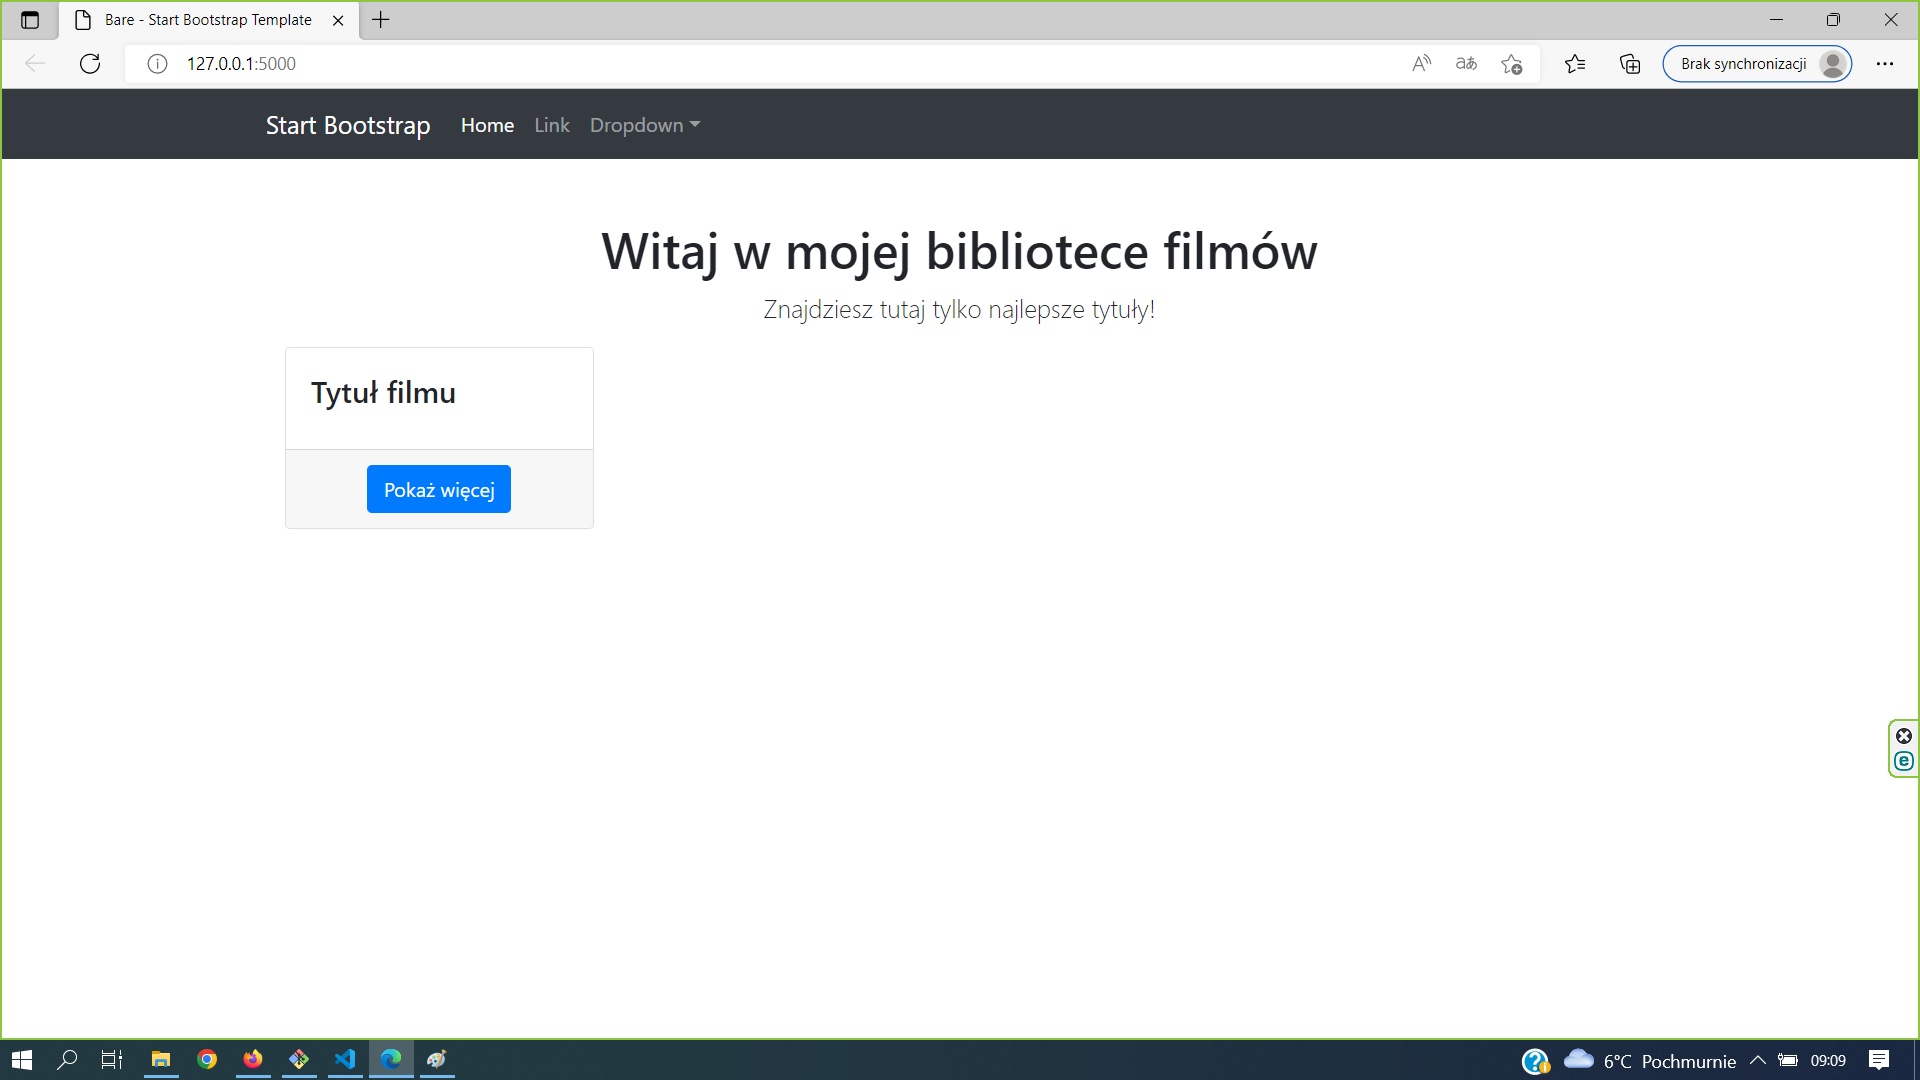 Bare - Start Bootstrap Template
127.0.0.1:5000
Brak synchronizacji
Start Bootstrap Home Link Dropdown
Witaj w mojej bibliotece filmów
Znajdziesz tutaj tylko najlepsze tytuły!
Tytuł filmu
Pokaż więcej
6°C Pochmurnie 09:09